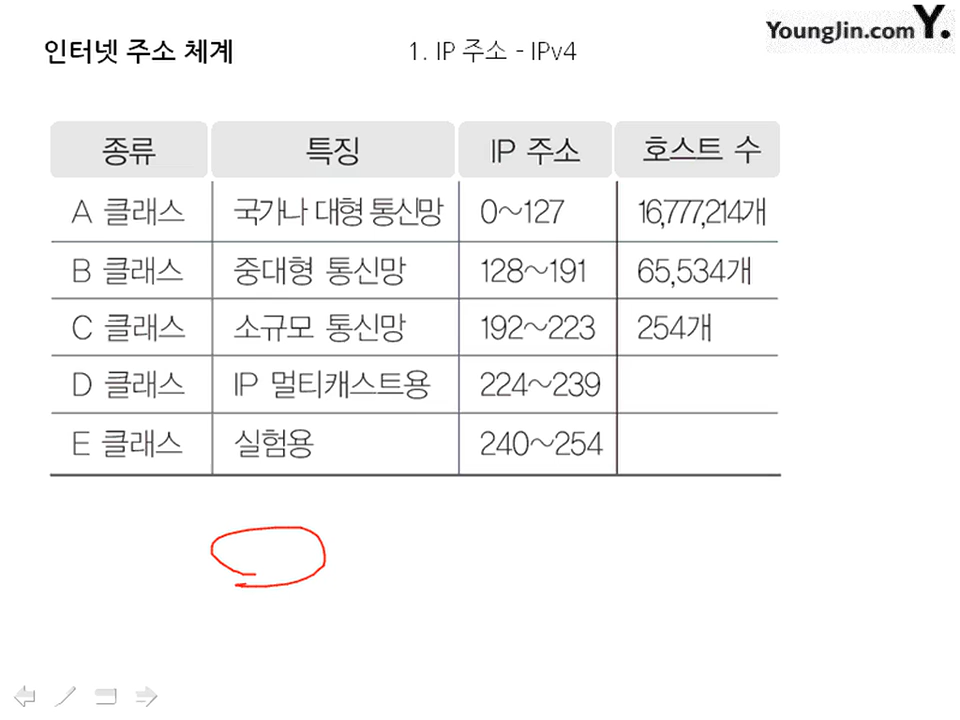 YoungJin.com Y.
인터넷 주소 체계 1. IP 주소 - IPv4
종류 특징 IP 주소 호스트 수
A 클래스 국가나 대형 통신망 0~127 16,777,214개
B 클래스 중대형 통신망 128~191 65,534개
C 클래스 소규모 통신망 192~223 254개
D 클래스 IP 멀티캐스트용 224~239
E 클래스 실험용 240~254